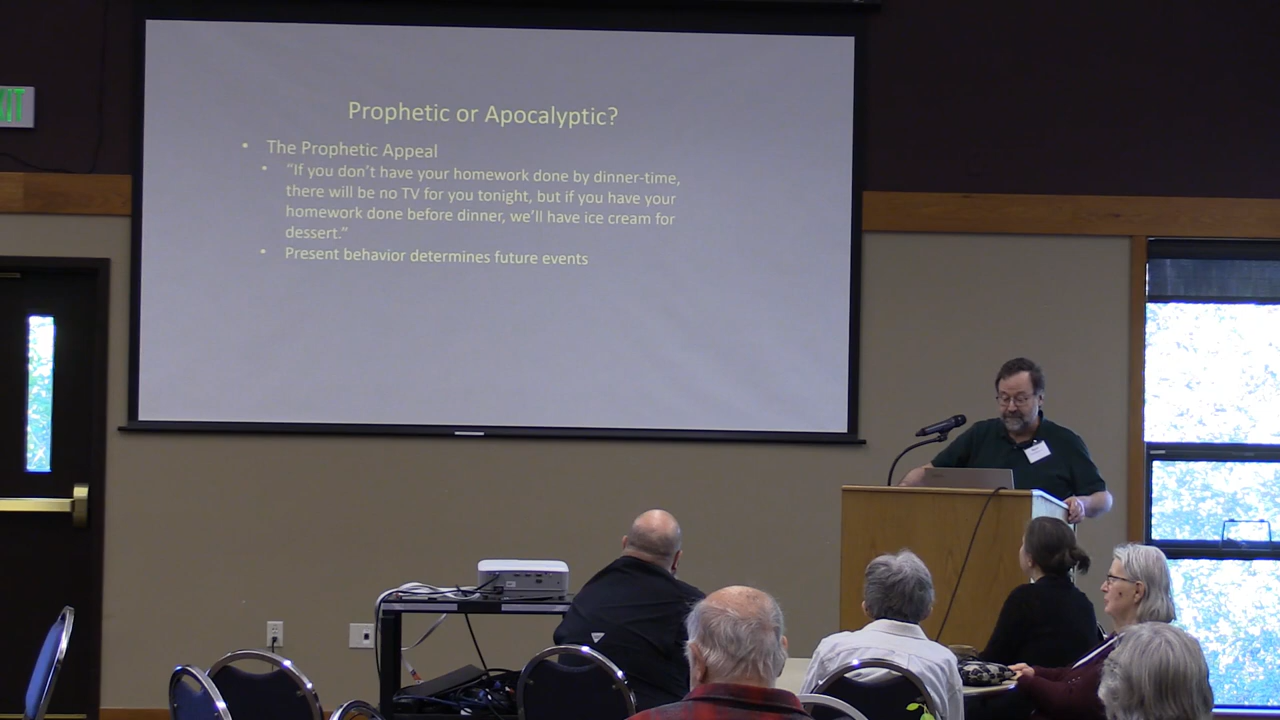 Prophetic or Apocalyptic?
• The Prophetic Appeal
• "If you don't have your homework done by dinner-time,
there will be no TV for you tonight, but if you have your
homework done before dinner, we'll have ice cream for
dessert."
• Present behavior determines future events